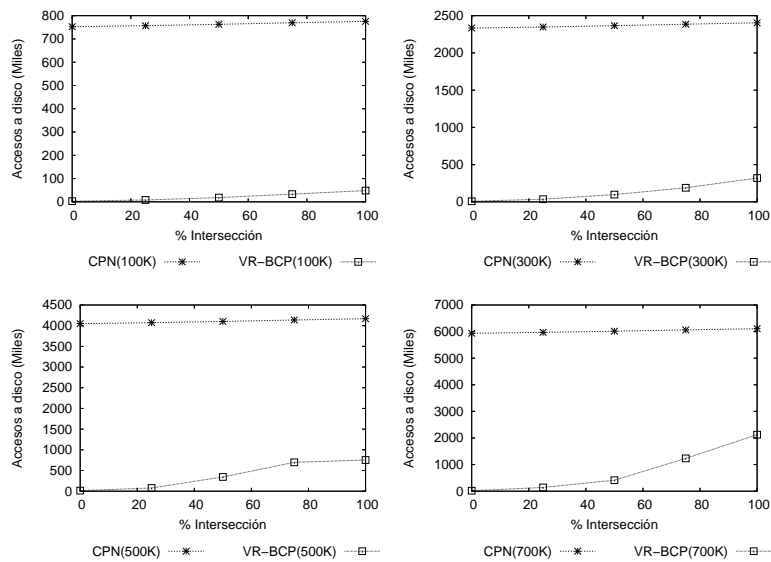 800
700
600
500
400
300
200
100
0
Accesos a disco (Miles)
0 20 40 60 80 100
% Intersección
CPN(100K) VR−BCP(100K)
2500
2000
1500
1000
500
0
Accesos a disco (Miles)
0 20 40 60 80 100
% Intersección
CPN(300K) VR−BCP(300K)
4500
4000
3500
3000
2500
2000
1500
1000
500
0
Accesos a disco (Miles)
0 20 40 60 80 100
% Intersección
CPN(500K) VR−BCP(500K)
7000
6000
5000
4000
3000
2000
1000
0
Accesos a disco (Miles)
0 20 40 60 80 100
% Intersección
CPN(700K) VR−BCP(700K)